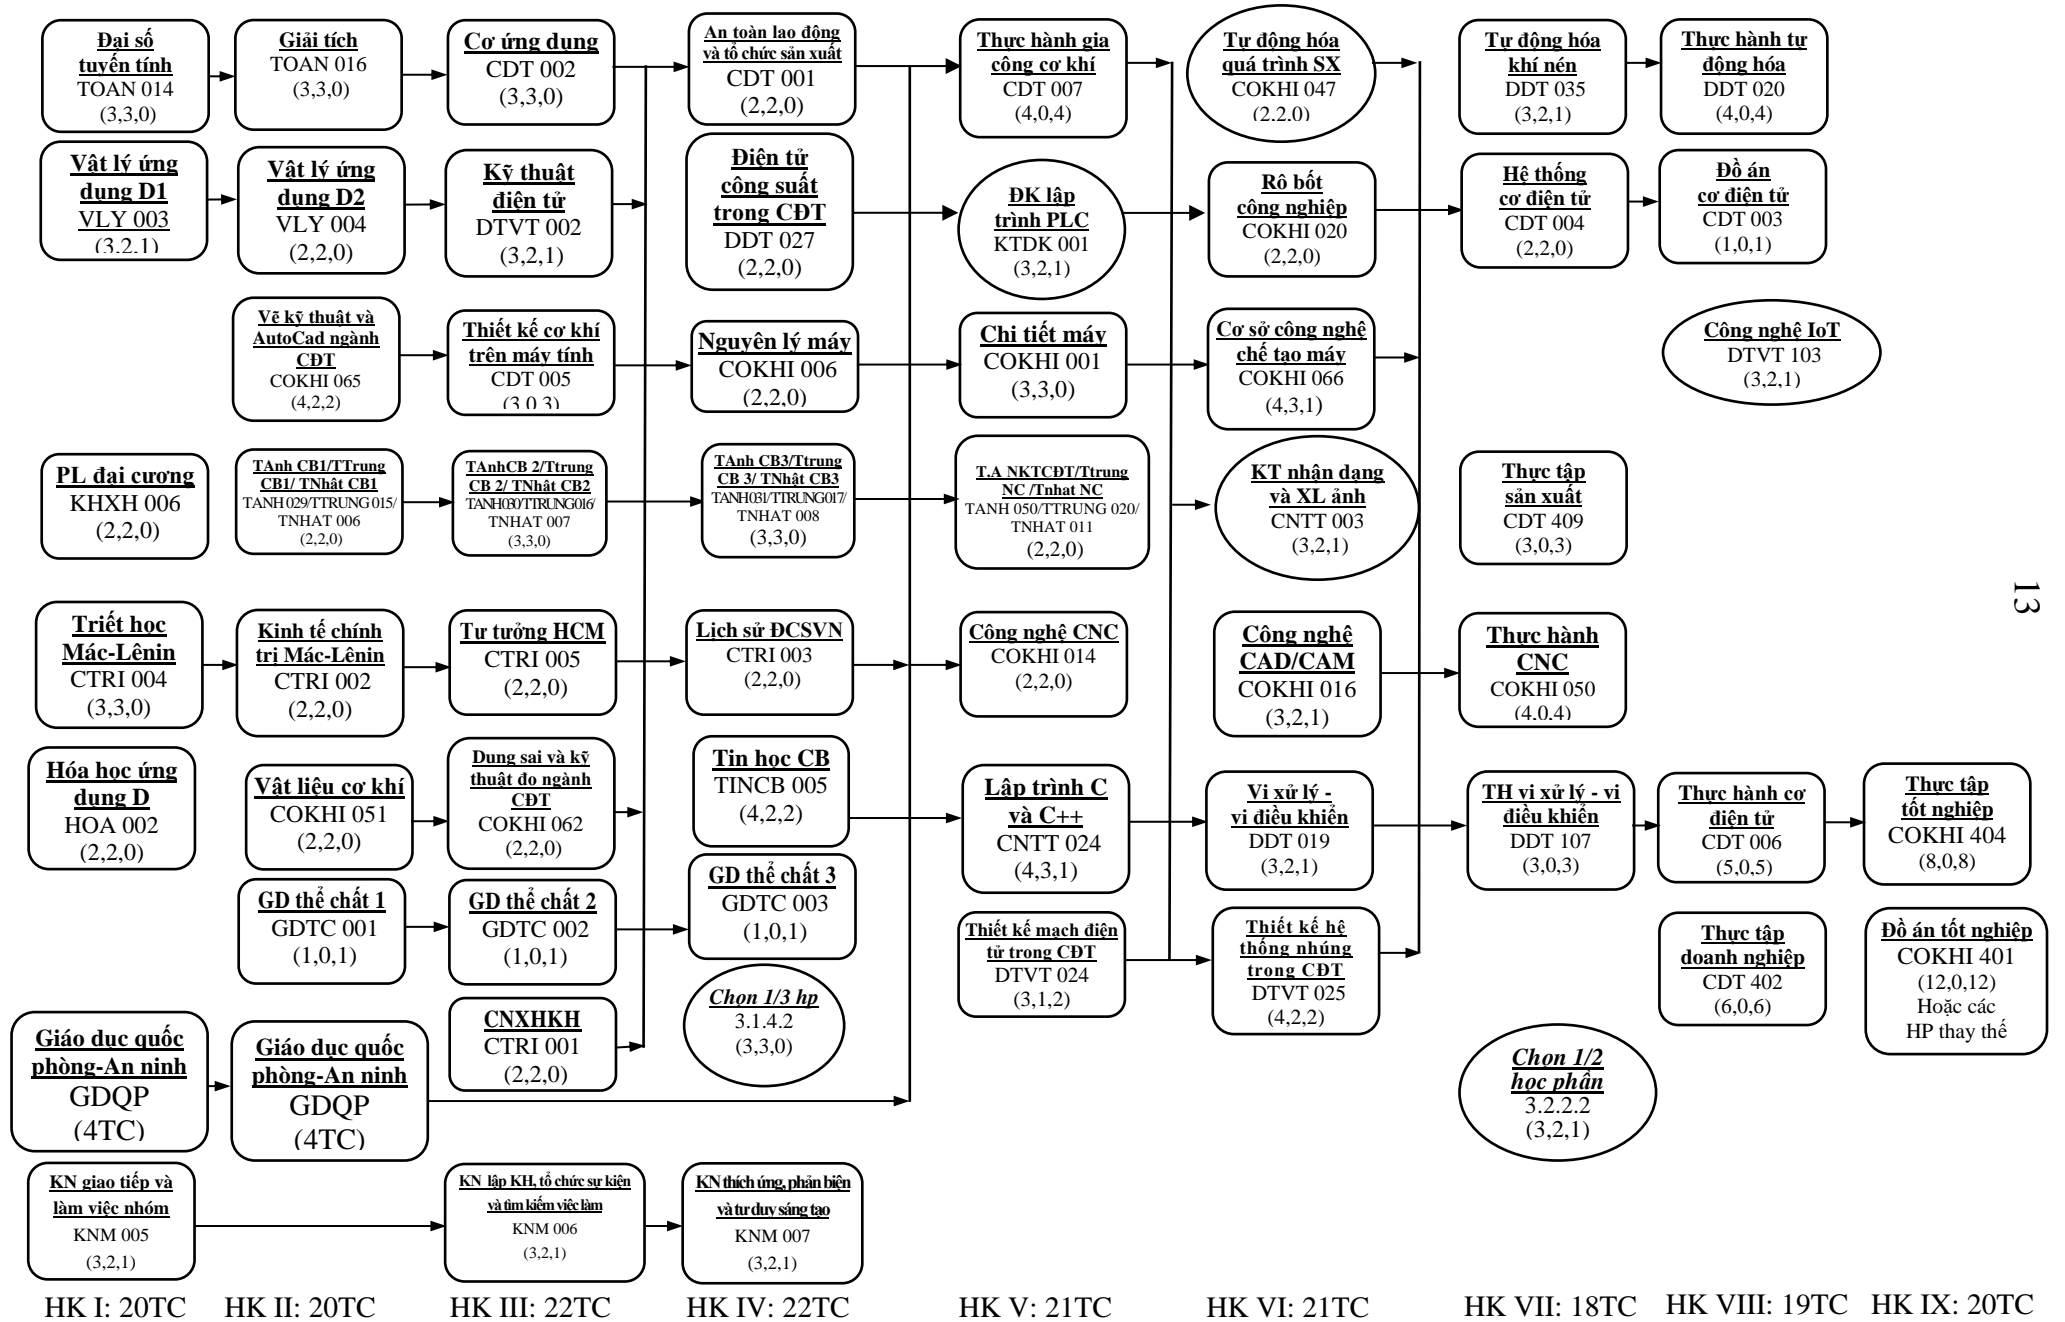 Đại số
tuyến tính
TOAN 014
(3,3,0)
Giải tích
TOAN 016
(3,3,0)
Cơ ứng dụng
CDT 002
(3,3,0)
An toàn lao động
và tổ chức sản xuất
CDT 001
(2,2,0)
Thực hành gia
công cơ khí
CDT 007
(4,0,4)
Tự động hóa
quá trình SX
COKHI 047
(2,2,0)
Tự động hóa
khí nén
DDT 035
(3,2,1)
Thực hành tự
động hóa
DDT 020
(4,0,4)
Vật lý ứng
dụng D1
VLY 003
(3,2,1)
Vật lý ứng
dụng D2
VLY 004
(2,2,0)
Kỹ thuật
điện tử
DTVT 002
(3,2,1)
Điện tử
công suất
trong CĐT
DDT 027
(2,2,0)
ĐK lập
trình PLC
KTDK 001
(3,2,1)
Rô bốt
công nghiệp
COKHI 020
(2,2,0)
Hệ thống
cơ điện tử
CDT 004
(2,2,0)
Đồ án
cơ điện tử
CDT 003
(1,0,1)
Vẽ kỹ thuật và
AutoCad ngành
CĐT
COKHI 065
(4,2,2)
Thiết kế cơ khí
trên máy tính
CDT 005
(3,0,3)
Nguyên lý máy
COKHI 006
(2,2,0)
Chi tiết máy
COKHI 001
(3,3,0)
Cơ sở công nghệ
chế tạo máy
COKHI 066
(4,3,1)
Công nghệ IoT
DTVT 103
(3,2,1)
PL đại cương
KHXH 006
(2,2,0)
TAnh CB1/TTrung
CB1/ TNhật CB1
TANH 029/TTRUNG 015/
TNHAT 006
(2,2,0)
TAnhCB 2/Ttrung
CB 2/ TNhật CB2
TANH030/TTRUNG016/
TNHAT 007
(3,3,0)
TAnh CB3/Ttrung
CB 3/ TNhật CB3
TANH031/TTRUNG017/
TNHAT 008
(3,3,0)
T.A NKTCĐT/Ttrung
NC /Tnhat NC
TANH 050/TTRUNG 020/
TNHAT 011
(2,2,0)
KT nhận dạng
và XL ảnh
CNTT 003
(3,2,1)
Thực tập
sản xuất
CDT 409
(3,0,3)
13
Triết học
Mác-Lênin
CTRI 004
(3,3,0)
Kinh tế chính
trị Mác-Lênin
CTRI 002
(2,2,0)
Tư tưởng HCM
CTRI 005
(2,2,0)
Lịch sử ĐCSVN
CTRI 003
(2,2,0)
Công nghệ CNC
COKHI 014
(2,2,0)
Công nghệ
CAD/CAM
COKHI 016
(3,2,1)
Thực hành
CNC
COKHI 050
(4,0,4)
Hóa học ứng
dụng D
HOA 002
(2,2,0)
Vật liệu cơ khí
COKHI 051
(2,2,0)
Dung sai và kỹ
thuật đo ngành
CĐT
COKHI 062
(2,2,0)
Tin học CB
TINCB 005
(4,2,2)
Lập trình C
và C++
CNTT 024
(4,3,1)
Vi xử lý -
vi điều khiển
DDT 019
(3,2,1)
TH vi xử lý - vi
điều khiển
DDT 107
(3,0,3)
Thực hành cơ
điện tử
CDT 006
(5,0,5)
Thực tập
tốt nghiệp
COKHI 404
(8,0,8)
GD thể chất 1
GDTC 001
(1,0,1)
GD thể chất 2
GDTC 002
(1,0,1)
GD thể chất 3
GDTC 003
(1,0,1)
Thiết kế mạch điện
tử trong CĐT
DTVT 024
(3,1,2)
Thiết kế hệ
thống nhúng
trong CĐT
DTVT 025
(4,2,2)
Thực tập
doanh nghiệp
CDT 402
(6,0,6)
Đồ án tốt nghiệp
COKHI 401
(12,0,12)
Hoặc các
HP thay thế
Giáo dục quốc
phòng-An ninh
GDQP
(4TC)
Giáo dục quốc
phòng-An ninh
GDQP
(4TC)
CNXHKH
CTRI 001
(2,2,0)
Chọn 1/3 hp
3.1.4.2
(3,3,0)
Chọn 1/2
học phần
3.2.2.2
(3,2,1)
KN giao tiếp và
làm việc nhóm
KNM 005
(3,2,1)
KN lập KH, tổ chức sự kiện
và tìm kiếm việc làm
KNM 006
(3,2,1)
KN thích ứng, phản biện
và tư duy sáng tạo
KNM 007
(3,2,1)
HK I: 20TC
HK II: 20TC
HK III: 22TC
HK IV: 22TC
HK V: 21TC
HK VI: 21TC
HK VII: 18TC
HK VIII: 19TC
HK IX: 20TC